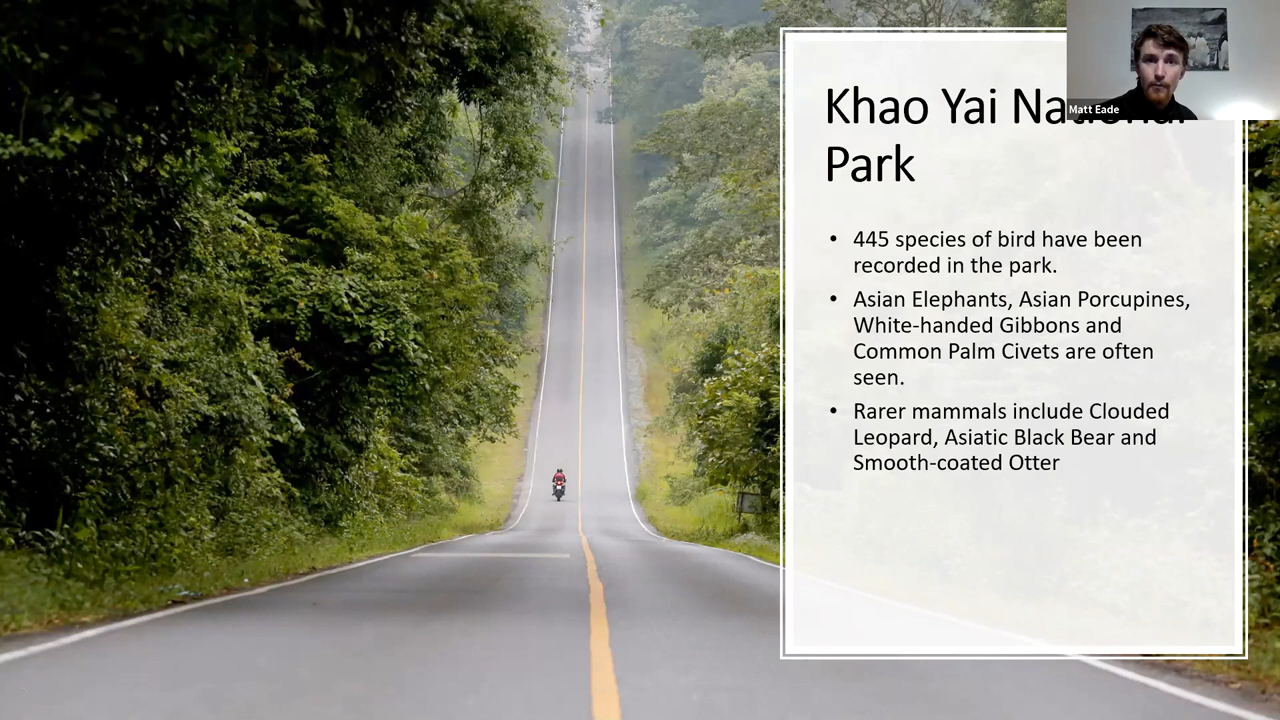 Matt Eade
Khao Yai National
Park
• 445 species of bird have been
recorded in the park.
• Asian Elephants, Asian Porcupines,
White-handed Gibbons and
Common Palm Civets are often
seen.
• Rarer mammals include Clouded
Leopard, Asiatic Black Bear and
Smooth-coated Otter